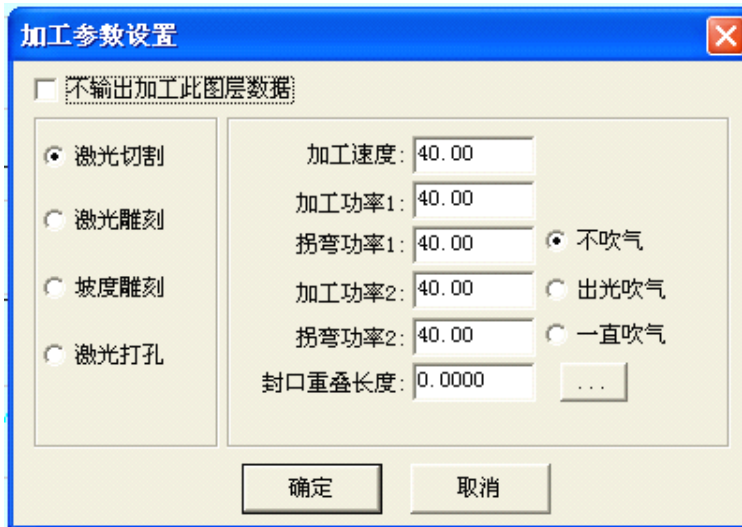 加工参数设置
不输出加工此图层数据
激光切割
激光雕刻
坡度雕刻
激光打孔
加工速度: 40.00
加工功率1: 40.00
拐弯功率1: 40.00
不吹气
加工功率2: 40.00
出光吹气
拐弯功率2: 40.00
一直吹气
封口重叠长度: 0.0000
...
确定
取消